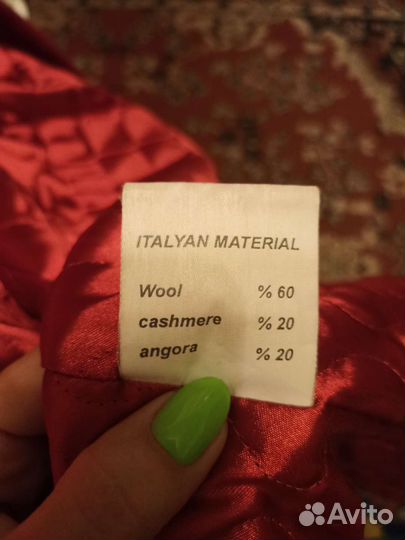 ITALYAN MATERIAL
Wool % 60
cashmere % 20
angora % 20
Avito